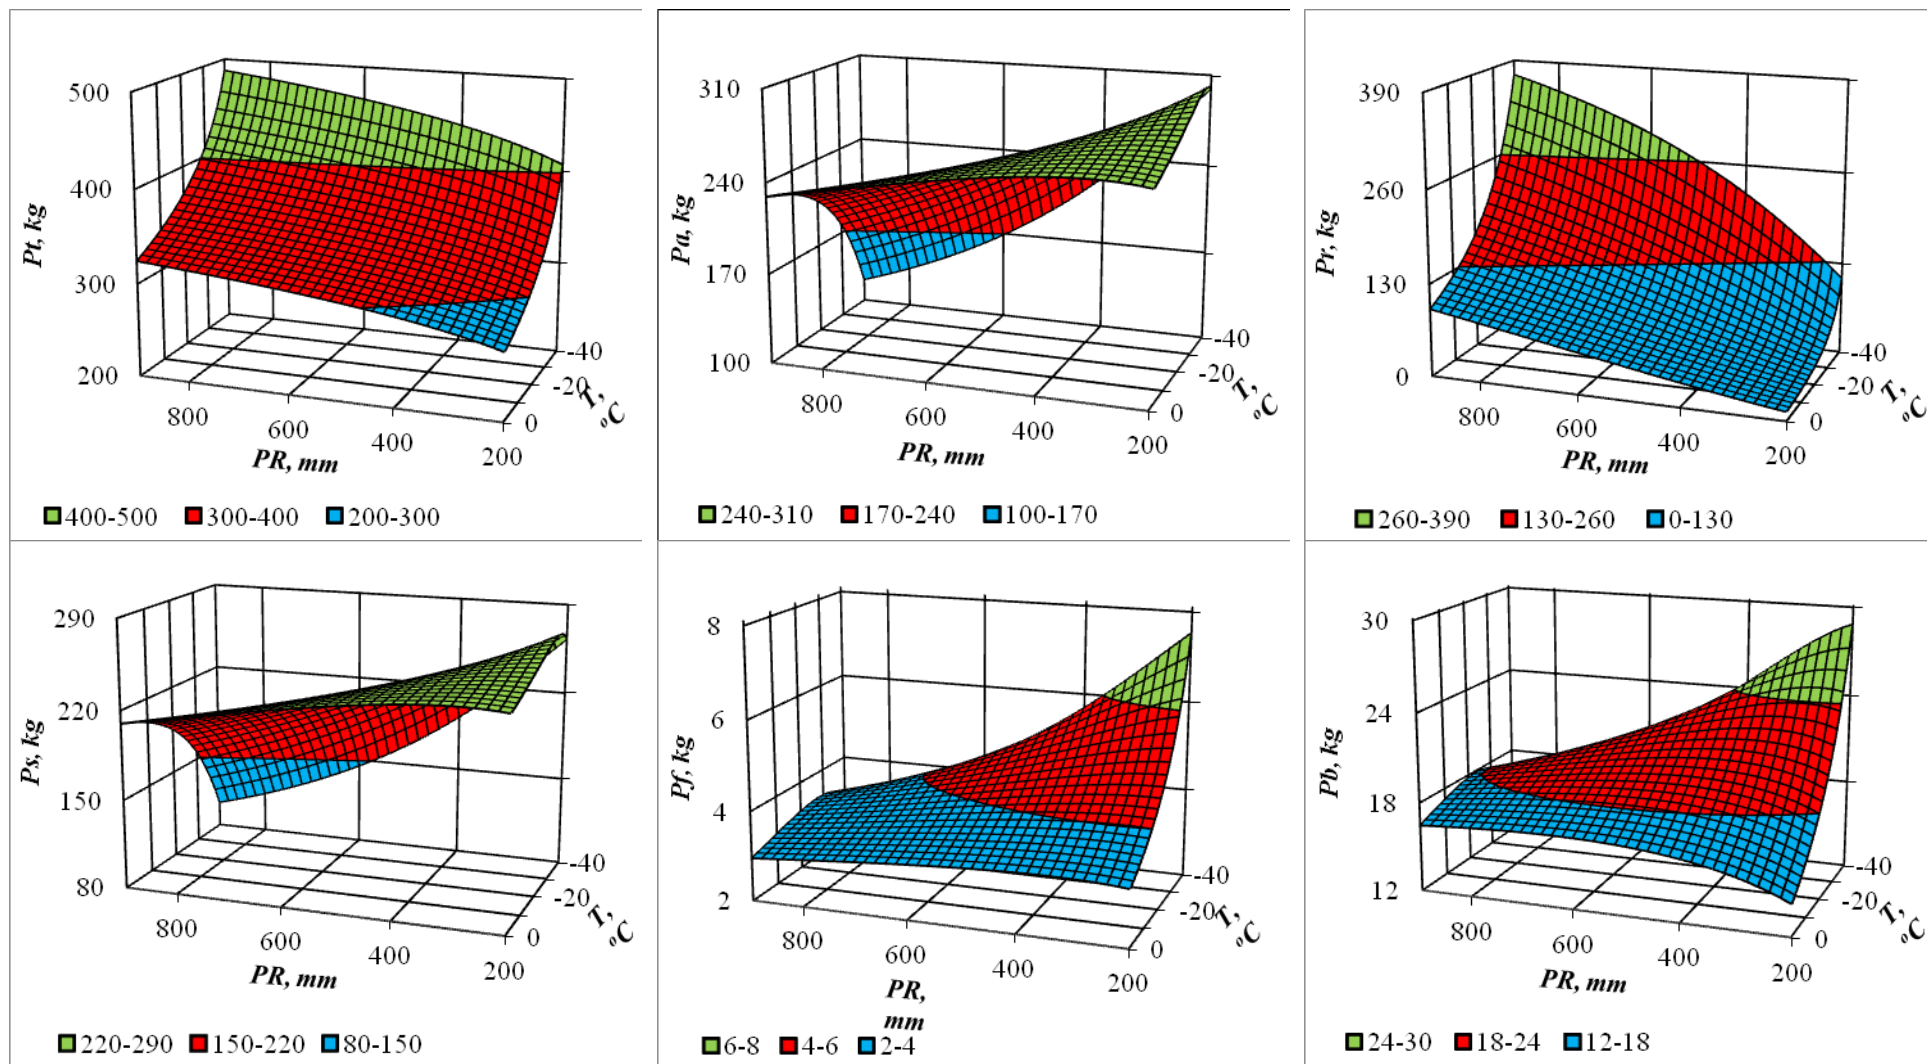 500
400
300
200
Pt, kg
800
600
400
200
PR, mm
-40
-20
0
T,
°C
400-500 300-400 200-300
310
240
170
100
Pa, kg
800
600
400
200
PR, mm
-40
-20
0
T,
°C
240-310 170-240 100-170
390
260
130
0
Pr, kg
800
600
400
200
PR, mm
-40
-20
0
T,
°C
260-390 130-260 0-130
290
220
150
80
Ps, kg
800
600
400
200
PR, mm
-40
-20
0
T,
°C
220-290 150-220 80-150
8
6
4
2
Pf, kg
800
600
400
200
PR,
mm
-40
-20
0
T,
°C
6-8 4-6 2-4
30
24
18
12
Pb, kg
800
600
400
200
PR, mm
-40
-20
0
T,
°C
24-30 18-24 12-18